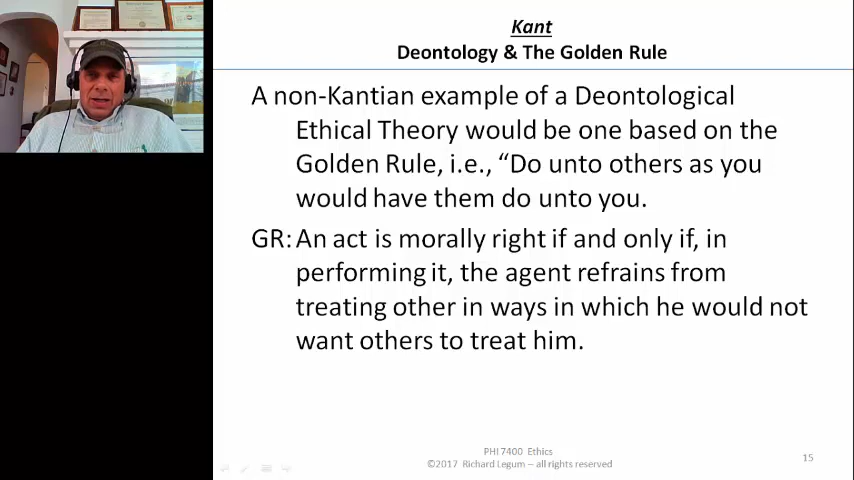 Kant
Deontology & The Golden Rule
A non-Kantian example of a Deontological
Ethical Theory would be one based on the
Golden Rule, i.e., “Do unto others as you
would have them do unto you.
GR: An act is morally right if and only if, in
performing it, the agent refrains from
treating other in ways in which he would not
want others to treat him.
PHI 7400 Ethics
©2017 Richard Legum – all rights reserved
15